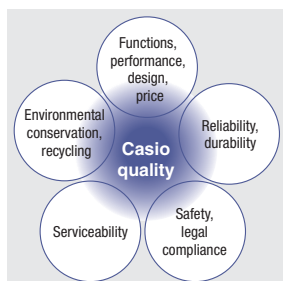 Functions,
performance,
design,
price
Environmental
conservation,
recycling
Casio
quality
Reliability,
durability
Serviceability
Safety,
legal
compliance